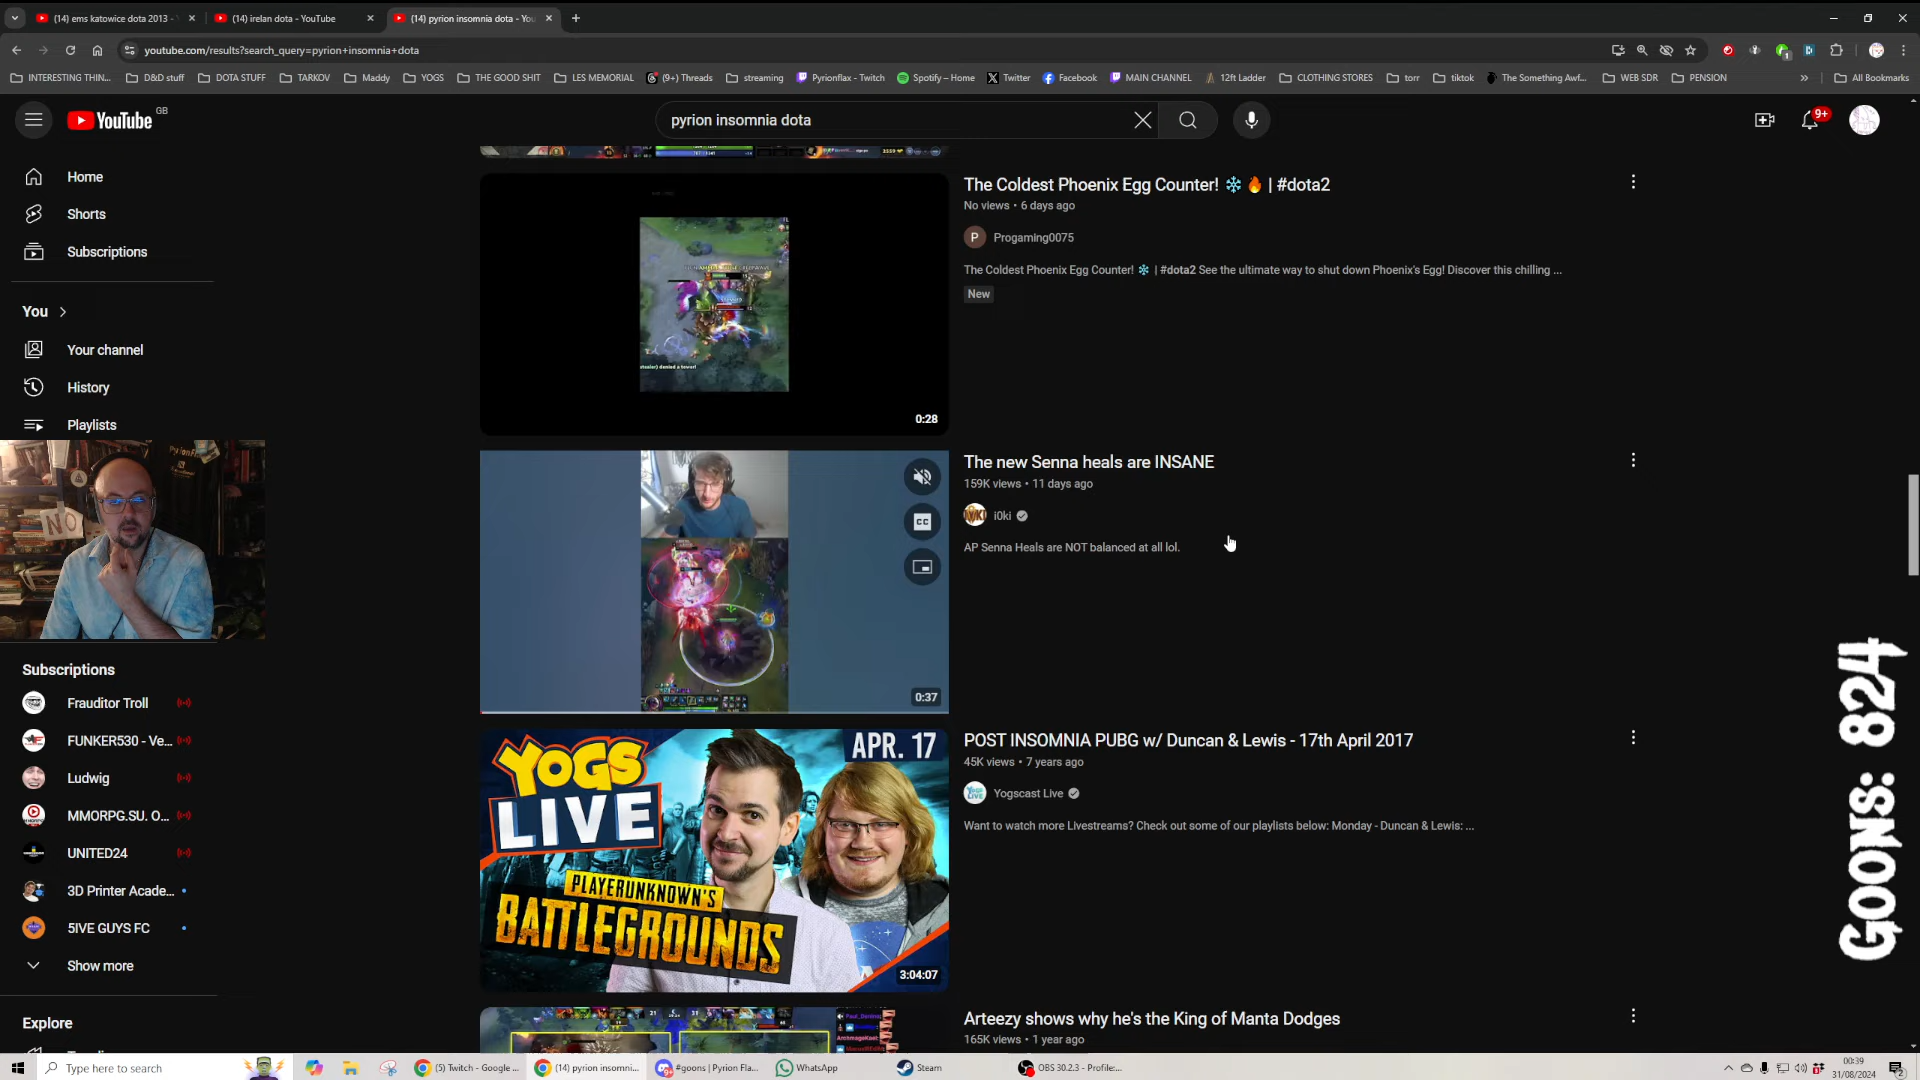 (14) ems katowice dota 2013 -
(14) irelan dota - YouTube
(14) pyrion insomnia dota - You
youtube.com/results?search_query=pyrion+insomnia+dota
INTERESTING THIN...
D&D stuff
DOTA STUFF
TARKOV
Maddy
YOGS
THE GOOD SHIT
LES MEMORIAL
(9+) Threads
streaming
Pyrionflax - Twitch
Spotify – Home
Twitter
Facebook
MAIN CHANNEL
12ft Ladder
CLOTHING STORES
torr
tiktok
The Something Awf...
WEB SDR
PENSION
All Bookmarks
YouTube GB
pyrion insomnia dota
9+
Home
Shorts
Subscriptions
You
Your channel
History
Playlists
NO
Subscriptions
Frauditor Troll
FUNKER530 - Ve...
Ludwig
MMORPG.SU. O...
UNITED24
3D Printer Acade...
5IVE GUYS FC
Show more
Explore
The Coldest Phoenix Egg Counter! ❄️🔥 | #dota2
No views • 6 days ago
P
Progaming0075
The Coldest Phoenix Egg Counter! ❄️ | #dota2 See the ultimate way to shut down Phoenix's Egg! Discover this chilling ...
New
0:28
The new Senna heals are INSANE
159K views • 11 days ago
i0ki
AP Senna Heals are NOT balanced at all lol.
CC
0:37
APR. 17
YOGS
LIVE
PLAYERUNKNOWN'S
BATTLEGROUNDS
3:04:07
POST INSOMNIA PUBG w/ Duncan & Lewis - 17th April 2017
45K views • 7 years ago
Yogscast Live
Want to watch more Livestreams? Check out some of our playlists below: Monday - Duncan & Lewis: ...
Arteezy shows why he's the King of Manta Dodges
165K views • 1 year ago
GOONS: 824
Type here to search
(5) Twitch - Google ...
(14) pyrion insomni...
#goons | Pyrion Fla...
WhatsApp
Steam
OBS 30.2.3 - Profile:...
00:39
31/08/2024
2